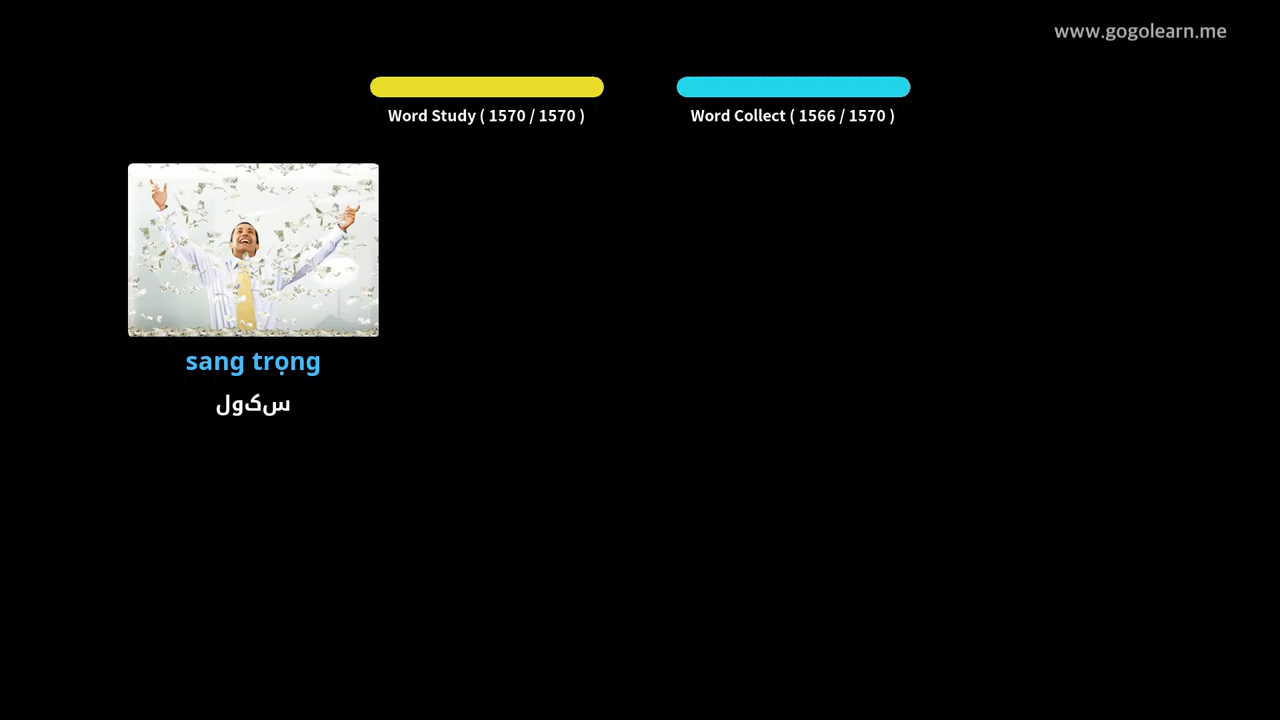 www.gogolearn.me
Word Study ( 1570 / 1570 )
Word Collect ( 1566 / 1570 )
sang trọng
سکول